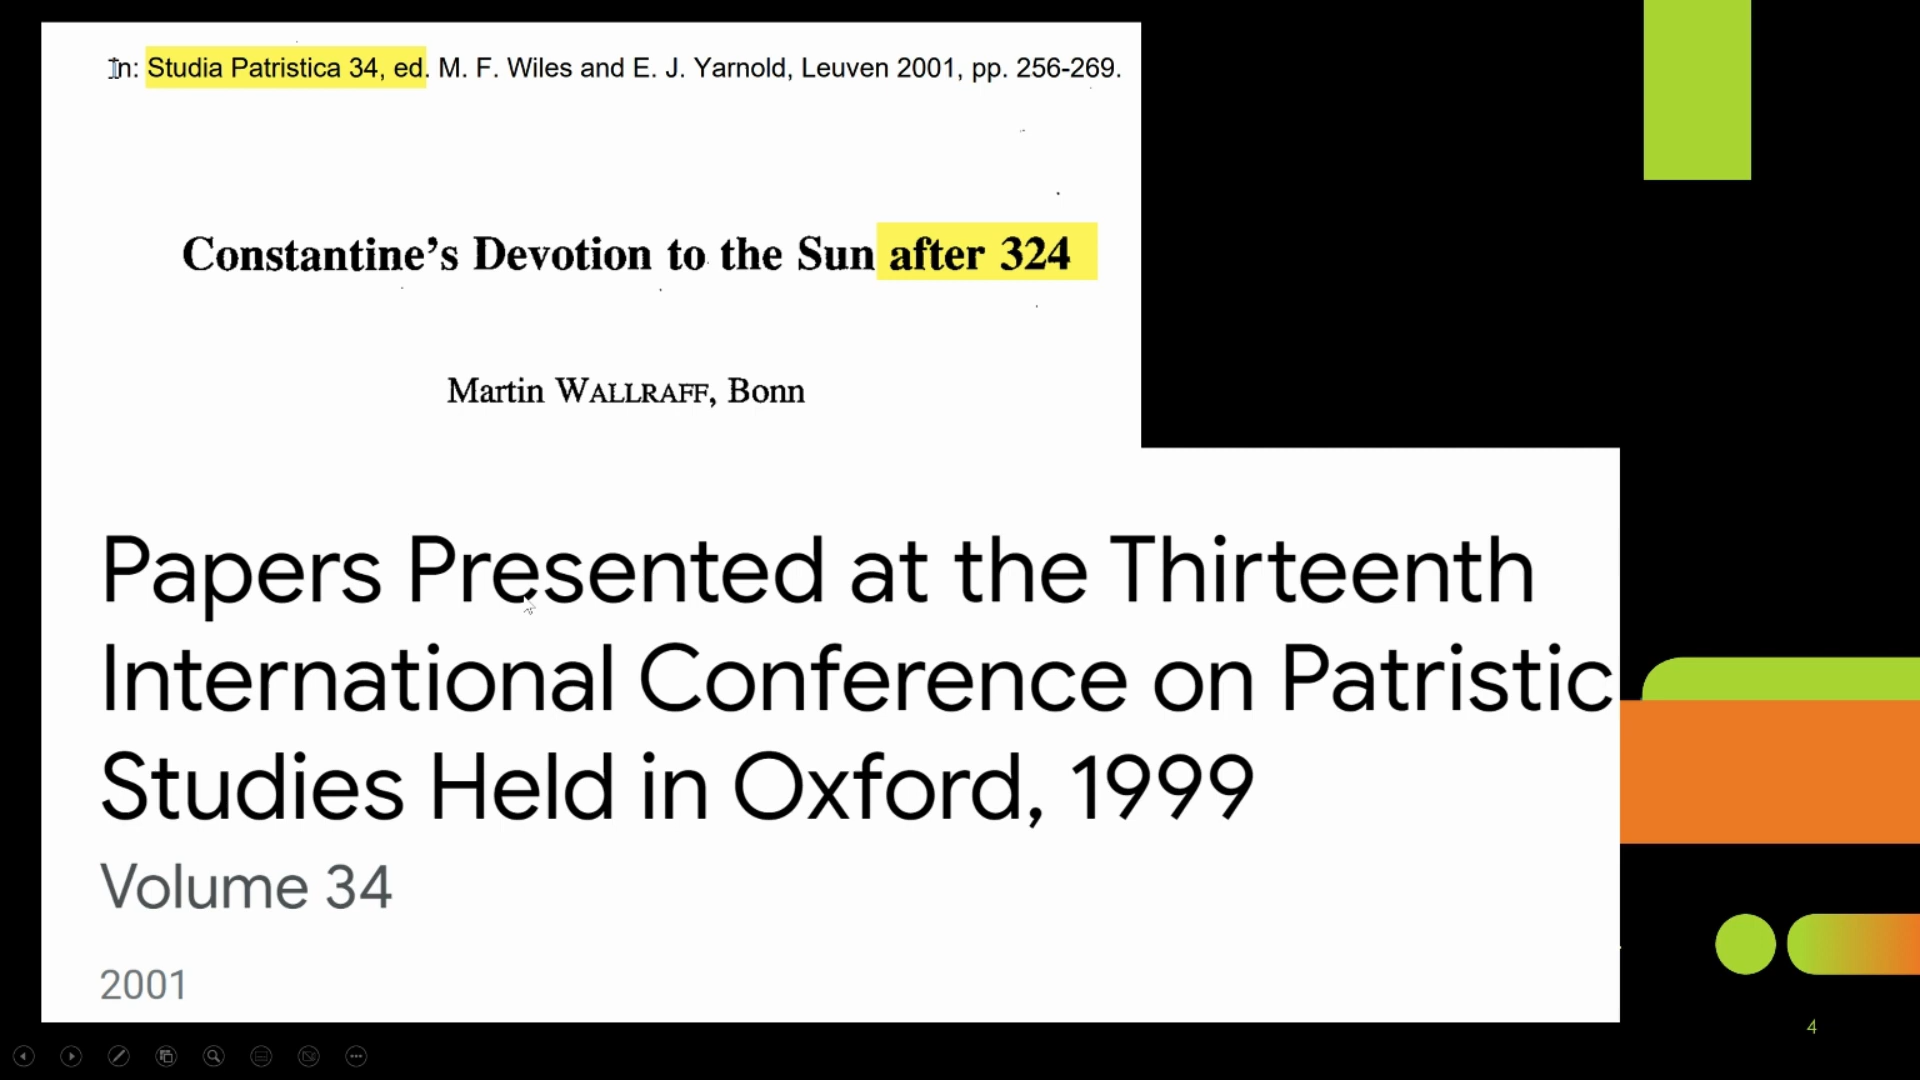 In: Studia Patristica 34, ed. M. F. Wiles and E. J. Yarnold, Leuven 2001, pp. 256-269.
Constantine's Devotion to the Sun after 324
Martin WALLRAFF, Bonn
Papers Presented at the Thirteenth
International Conference on Patristic
Studies Held in Oxford, 1999
Volume 34
2001
4